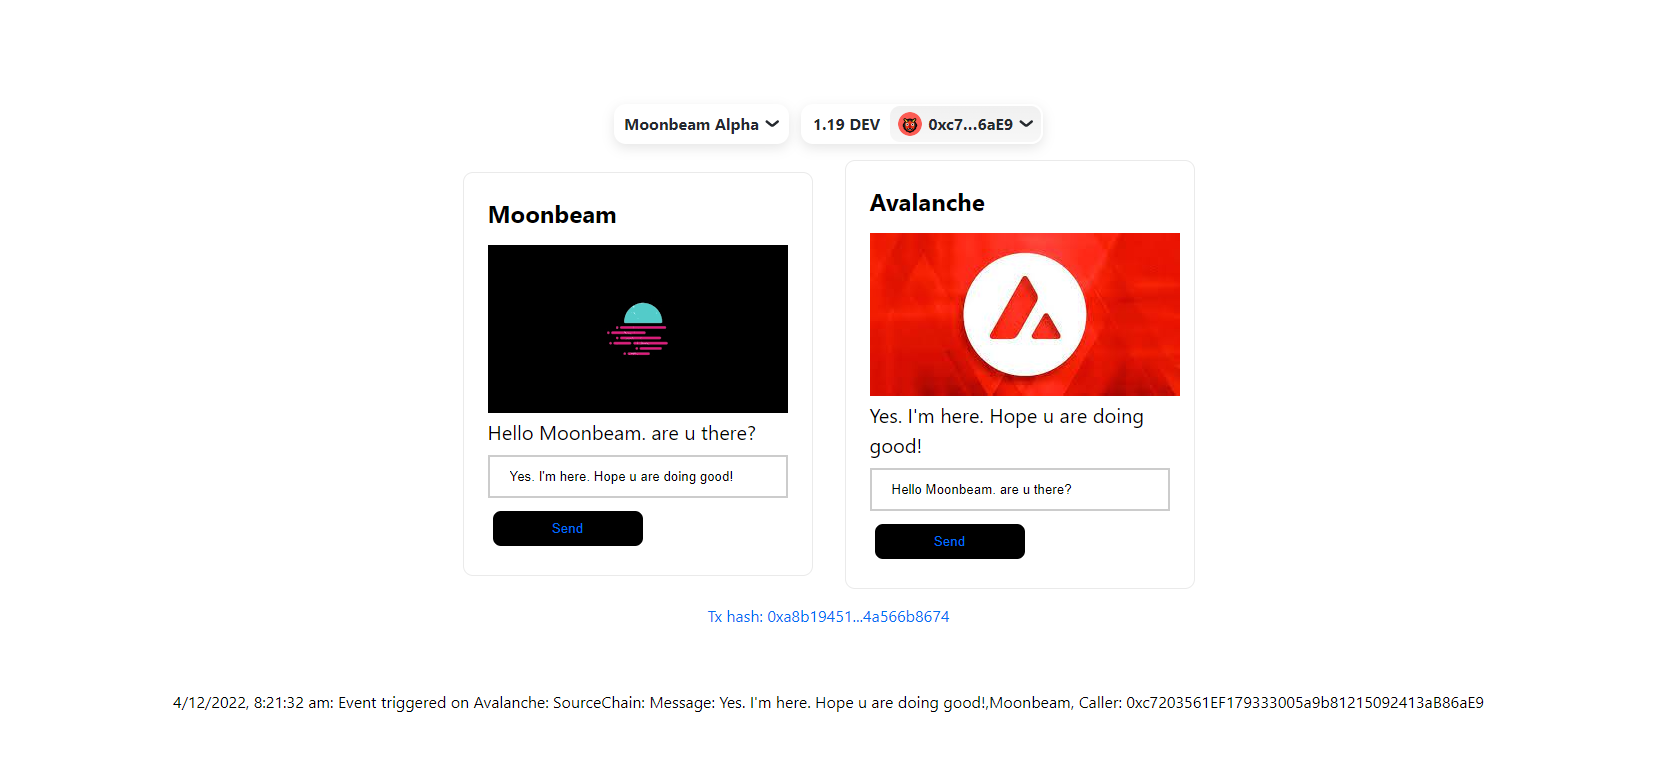 Moonbeam Alpha
1.19 DEV
0xc7...6aE9
Moonbeam
Hello Moonbeam. are u there?
Yes. I'm here. Hope u are doing good!
Send
Avalanche
Yes. I'm here. Hope u are doing
good!
Hello Moonbeam. are u there?
Send
Tx hash: 0xa8b19451...4a566b8674
4/12/2022, 8:21:32 am: Event triggered on Avalanche: SourceChain: Message: Yes. I'm here. Hope u are doing good!,Moonbeam, Caller: 0xc7203561EF179333005a9b81215092413aB86aE9